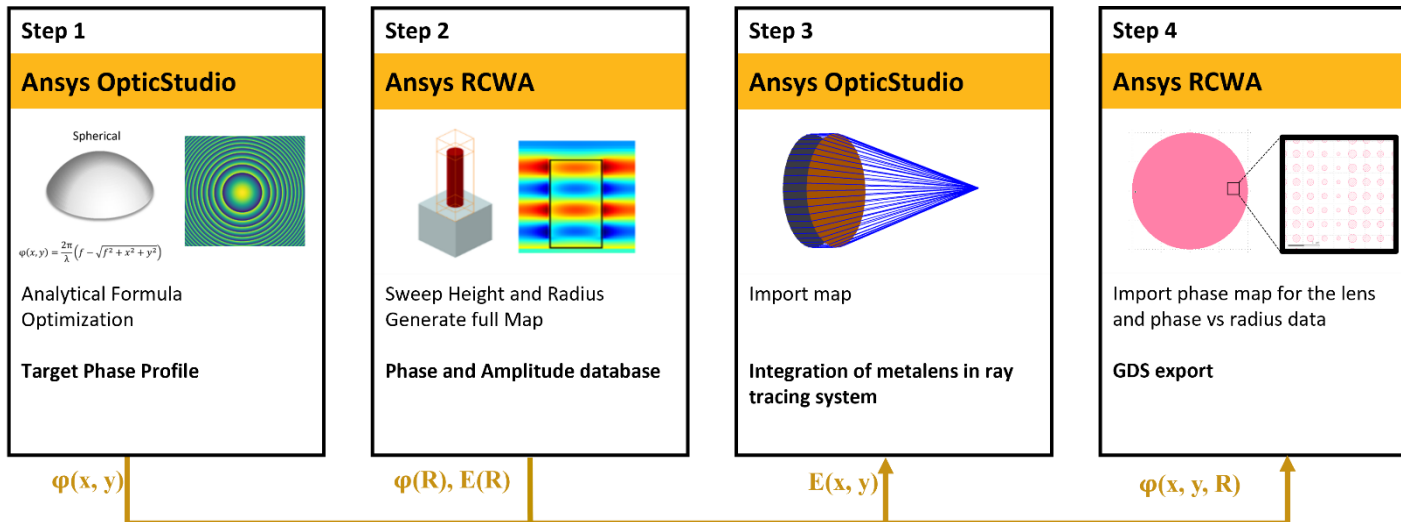 Step 1
Ansys OpticStudio
Spherical
φ(x, y) = 2π/λ (f − √f² + x² + y²)
Analytical Formula
Optimization
Target Phase Profile
φ(x, y)
Step 2
Ansys RCWA
Sweep Height and Radius
Generate full Map
Phase and Amplitude database
φ(R), E(R)
Step 3
Ansys OpticStudio
Import map
Integration of metalens in ray
tracing system
E(x, y)
Step 4
Ansys RCWA
Import phase map for the lens
and phase vs radius data
GDS export
φ(x, y, R)